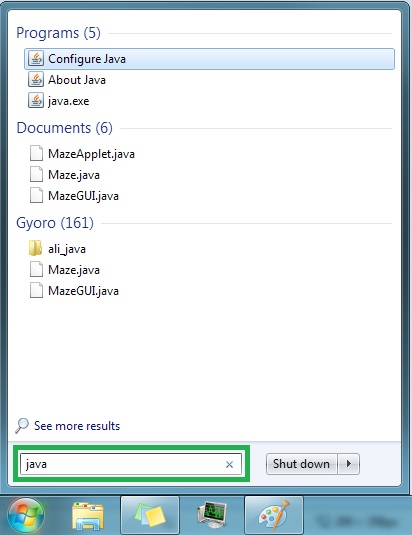 Programs (5)
Configure Java
About Java
java.exe
Documents (6)
MazeApplet.java
Maze.java
MazeGUI.java
Gyoro (161)
ali_java
Maze.java
MazeGUI.java
See more results
java
Shut down